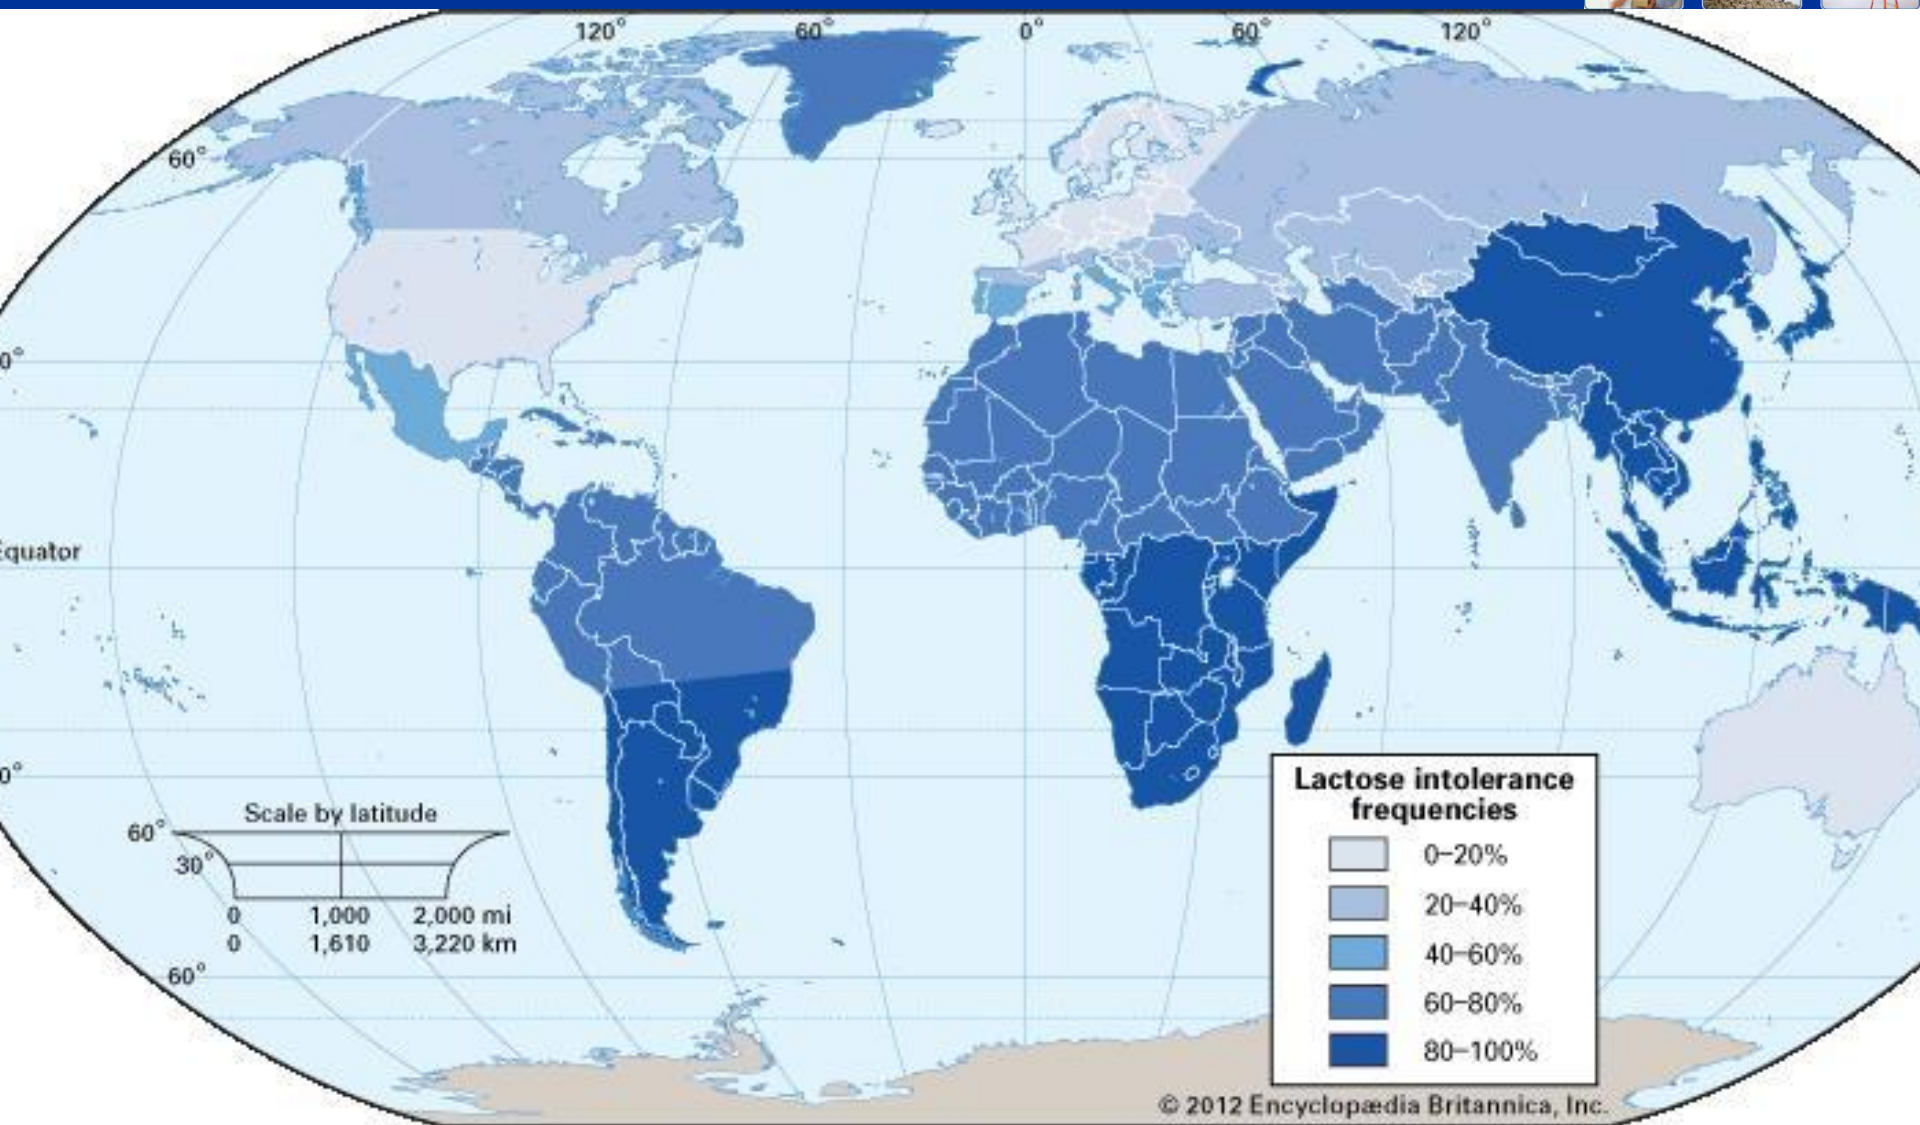 120°
60°
0°
60°
120°
60°
0°
Equator
0°
Scale by latitude
60°
30°
0
1,000
2,000 mi
0
1,610
3,220 km
60°
Lactose intolerance
frequencies
0–20%
20–40%
40–60%
60–80%
80–100%
© 2012 Encyclopædia Britannica, Inc.